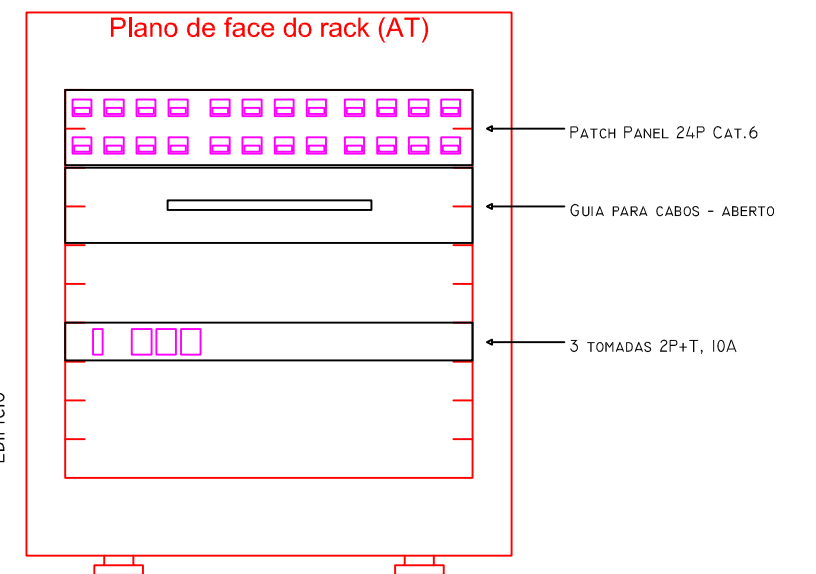 Plano de face do rack (AT)
PATCH PANEL 24P CAT.6
GUIA PARA CABOS - ABERTO
3 TOMADAS 2P+T, 10A